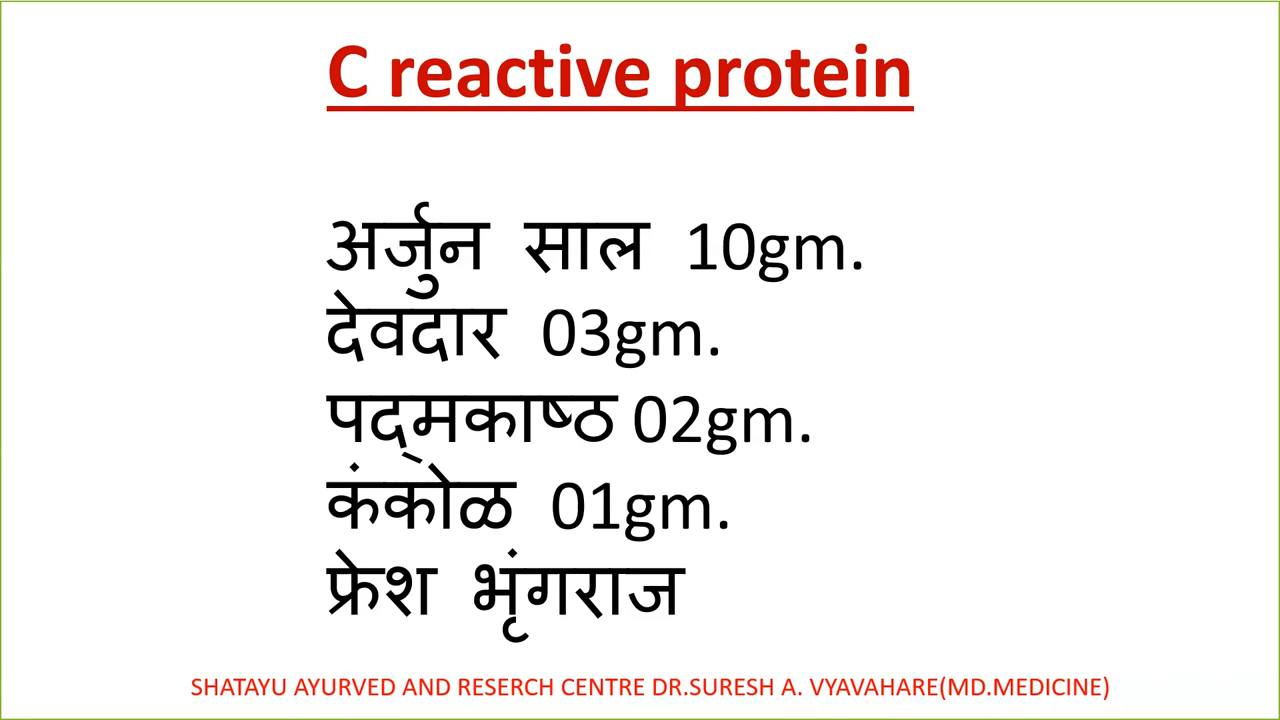 C reactive protein
अर्जुन साल 10gm.
देवदार 03gm.
पद्मकाष्ठ 02gm.
कंकोळ 01gm.
फ्रेश भृंगराज
SHATAYU AYURVED AND RESERCH CENTRE DR.SURESH A. VYAVAHARE(MD.MEDICINE)